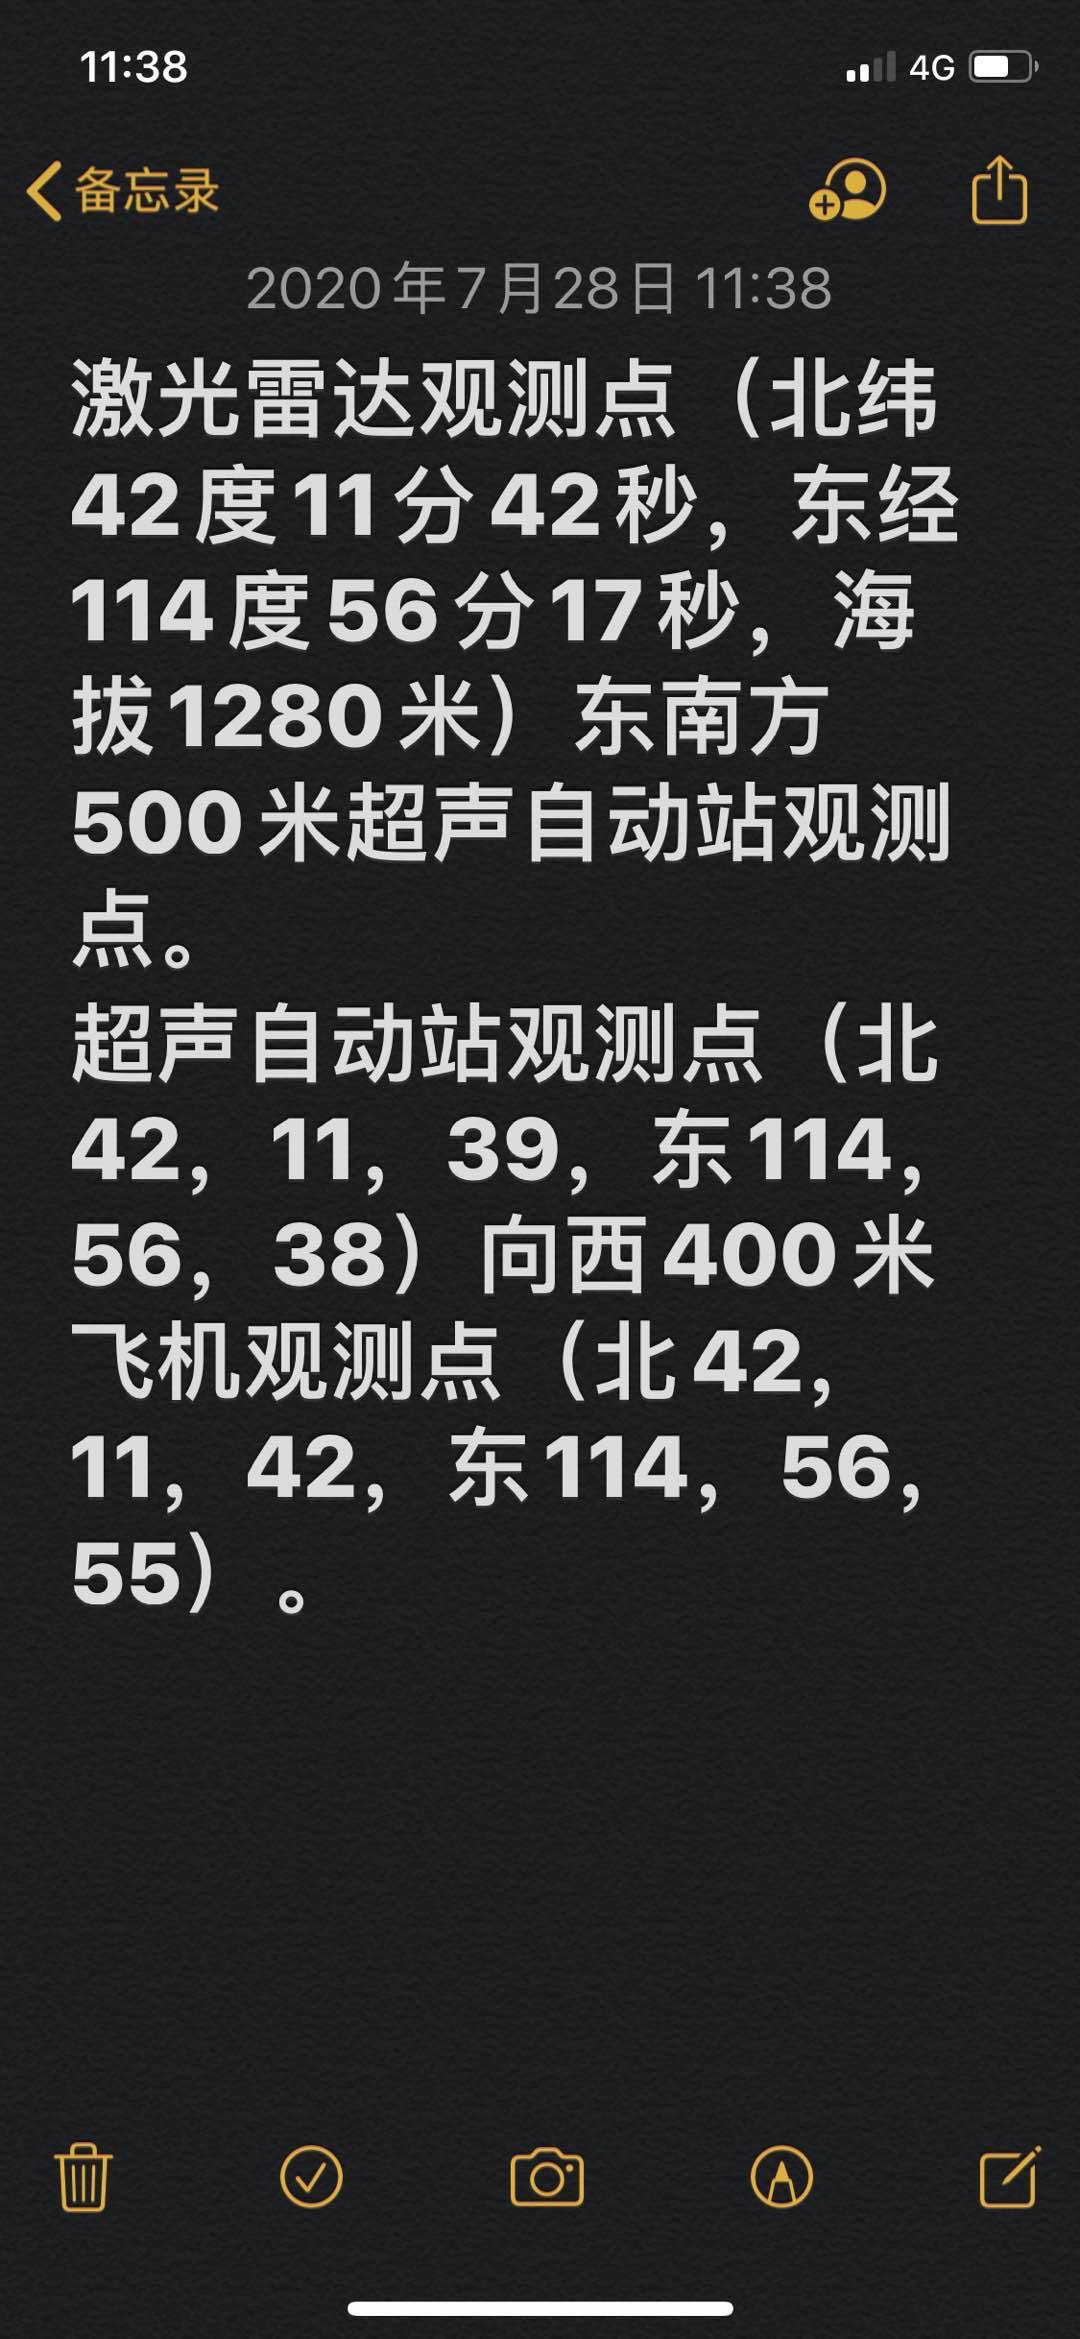 11:38
4G
备忘录
2020年7月28日 11:38
激光雷达观测点（北纬
42度11分42秒，东经
114度56分17秒，海
拔1280米）东南方
500米超声自动站观测
点。
超声自动站观测点（北
42，11，39，东114，
56，38）向西400米
飞机观测点（北42，
11，42，东114，56，
55）。